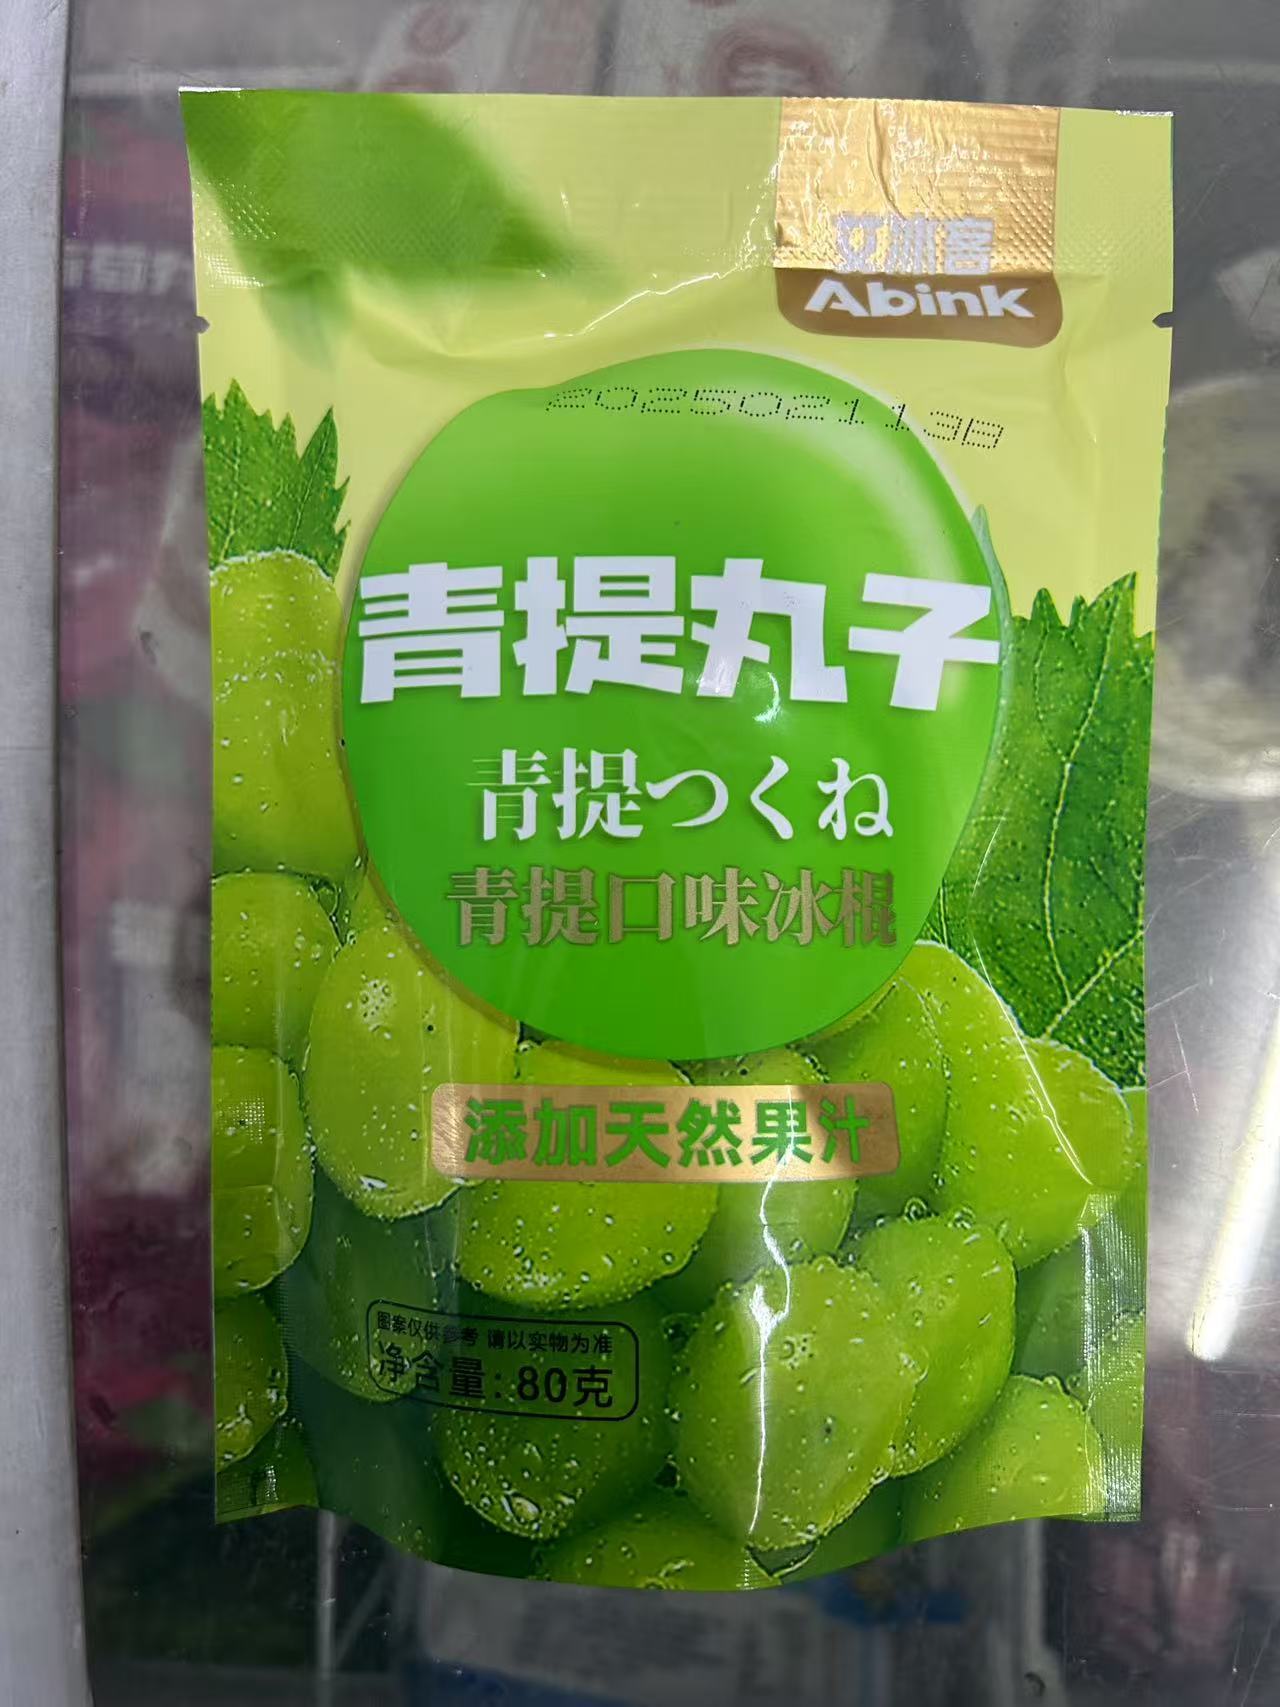 艾冰客
Abink
20250211 13B
青提丸子
青提つくね
青提口味冰棍
添加天然果汁
图案仅供参考 请以实物为准
净含量:80克